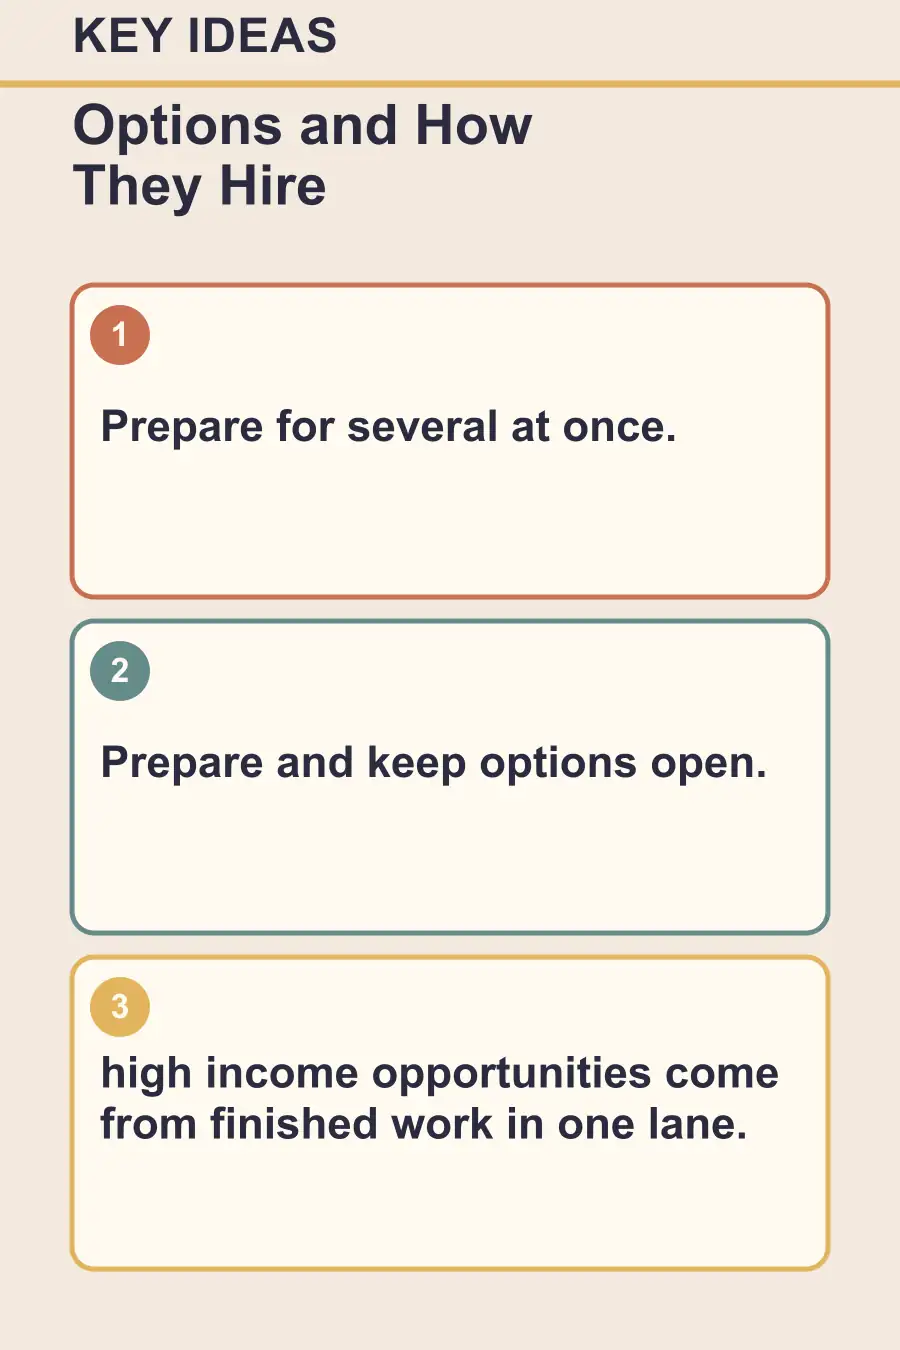 KEY IDEAS
Options and How
They Hire
1
Prepare for several at once.
2
Prepare and keep options open.
3
high income opportunities come
from finished work in one lane.